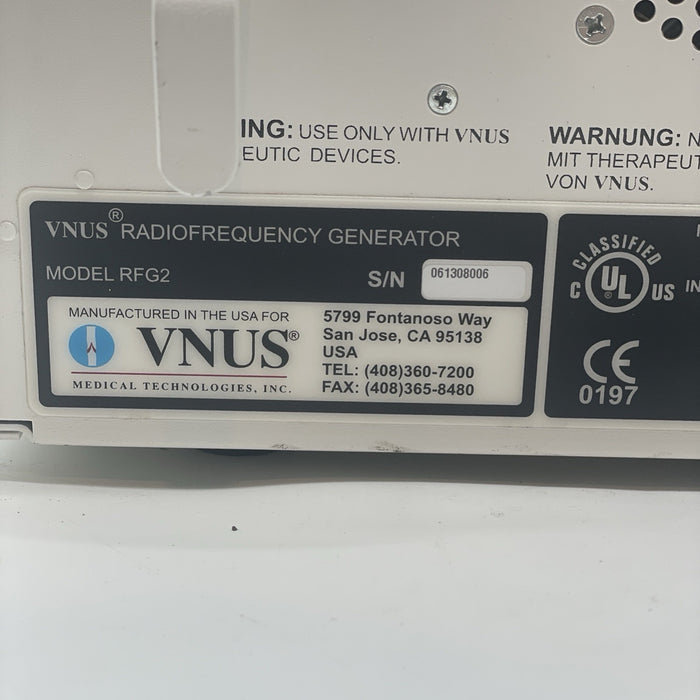 ING: USE ONLY WITH VNUS
EUTIC DEVICES.
WARNUNG: N
MIT THERAPEUT
VON VNUS.
VNUS® RADIOFREQUENCY GENERATOR
MODEL RFG2
S/N 061308006
MANUFACTURED IN THE USA FOR
VNUS®
MEDICAL TECHNOLOGIES, INC.
5799 Fontanoso Way
San Jose, CA 95138
USA
TEL: (408)360-7200
FAX: (408)365-8480
CLASSIFIED
C UL® US
IN
CE
0197